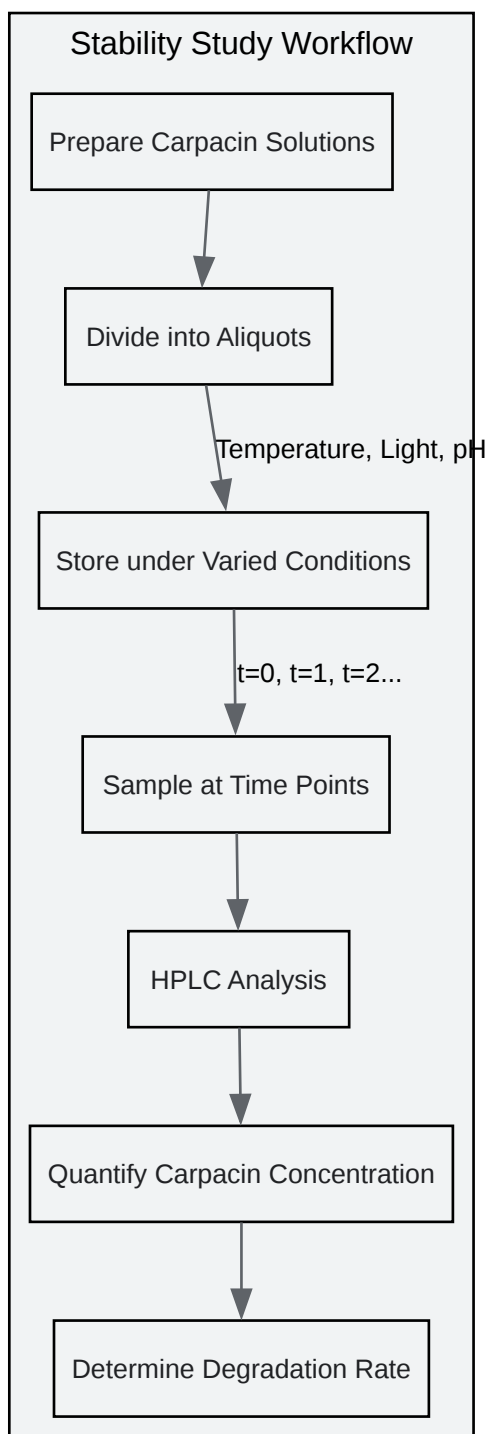 Stability Study Workflow
Prepare Carpacin Solutions
Divide into Aliquots
Temperature, Light, pH
Store under Varied Conditions
t=0, t=1, t=2...
Sample at Time Points
HPLC Analysis
Quantify Carpacin Concentration
Determine Degradation Rate